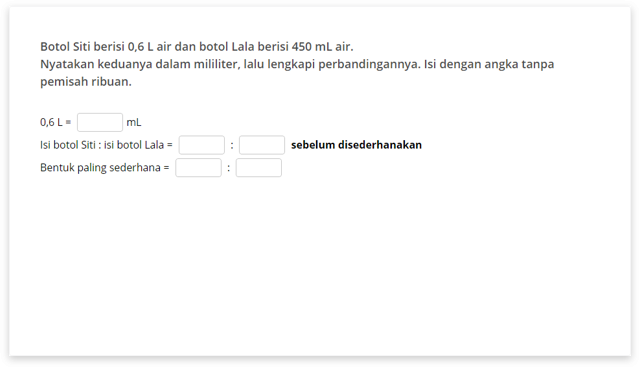 Botol Siti berisi 0,6 L air dan botol Lala berisi 450 mL air.
Nyatakan keduanya dalam mililiter, lalu lengkapi perbandingannya. Isi dengan angka tanpa
pemisah ribuan.
0,6 L = mL
Isi botol Siti : isi botol Lala = : sebelum disederhanakan
Bentuk paling sederhana = :